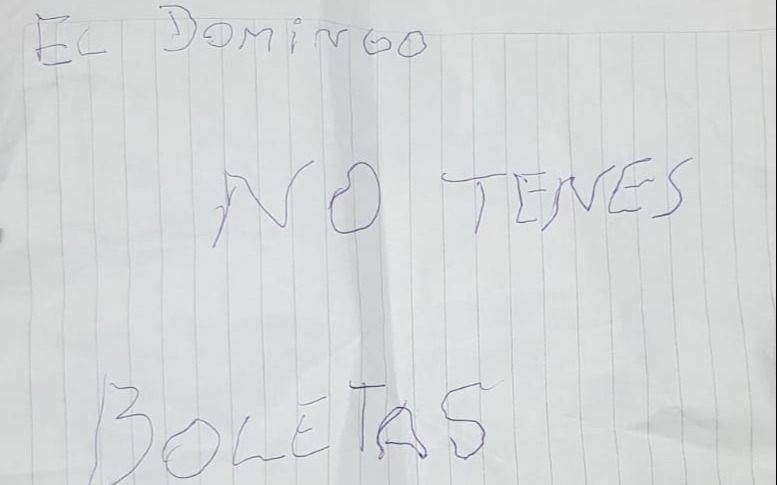 EL DOMiNGO
NO TENES
BOLETAS